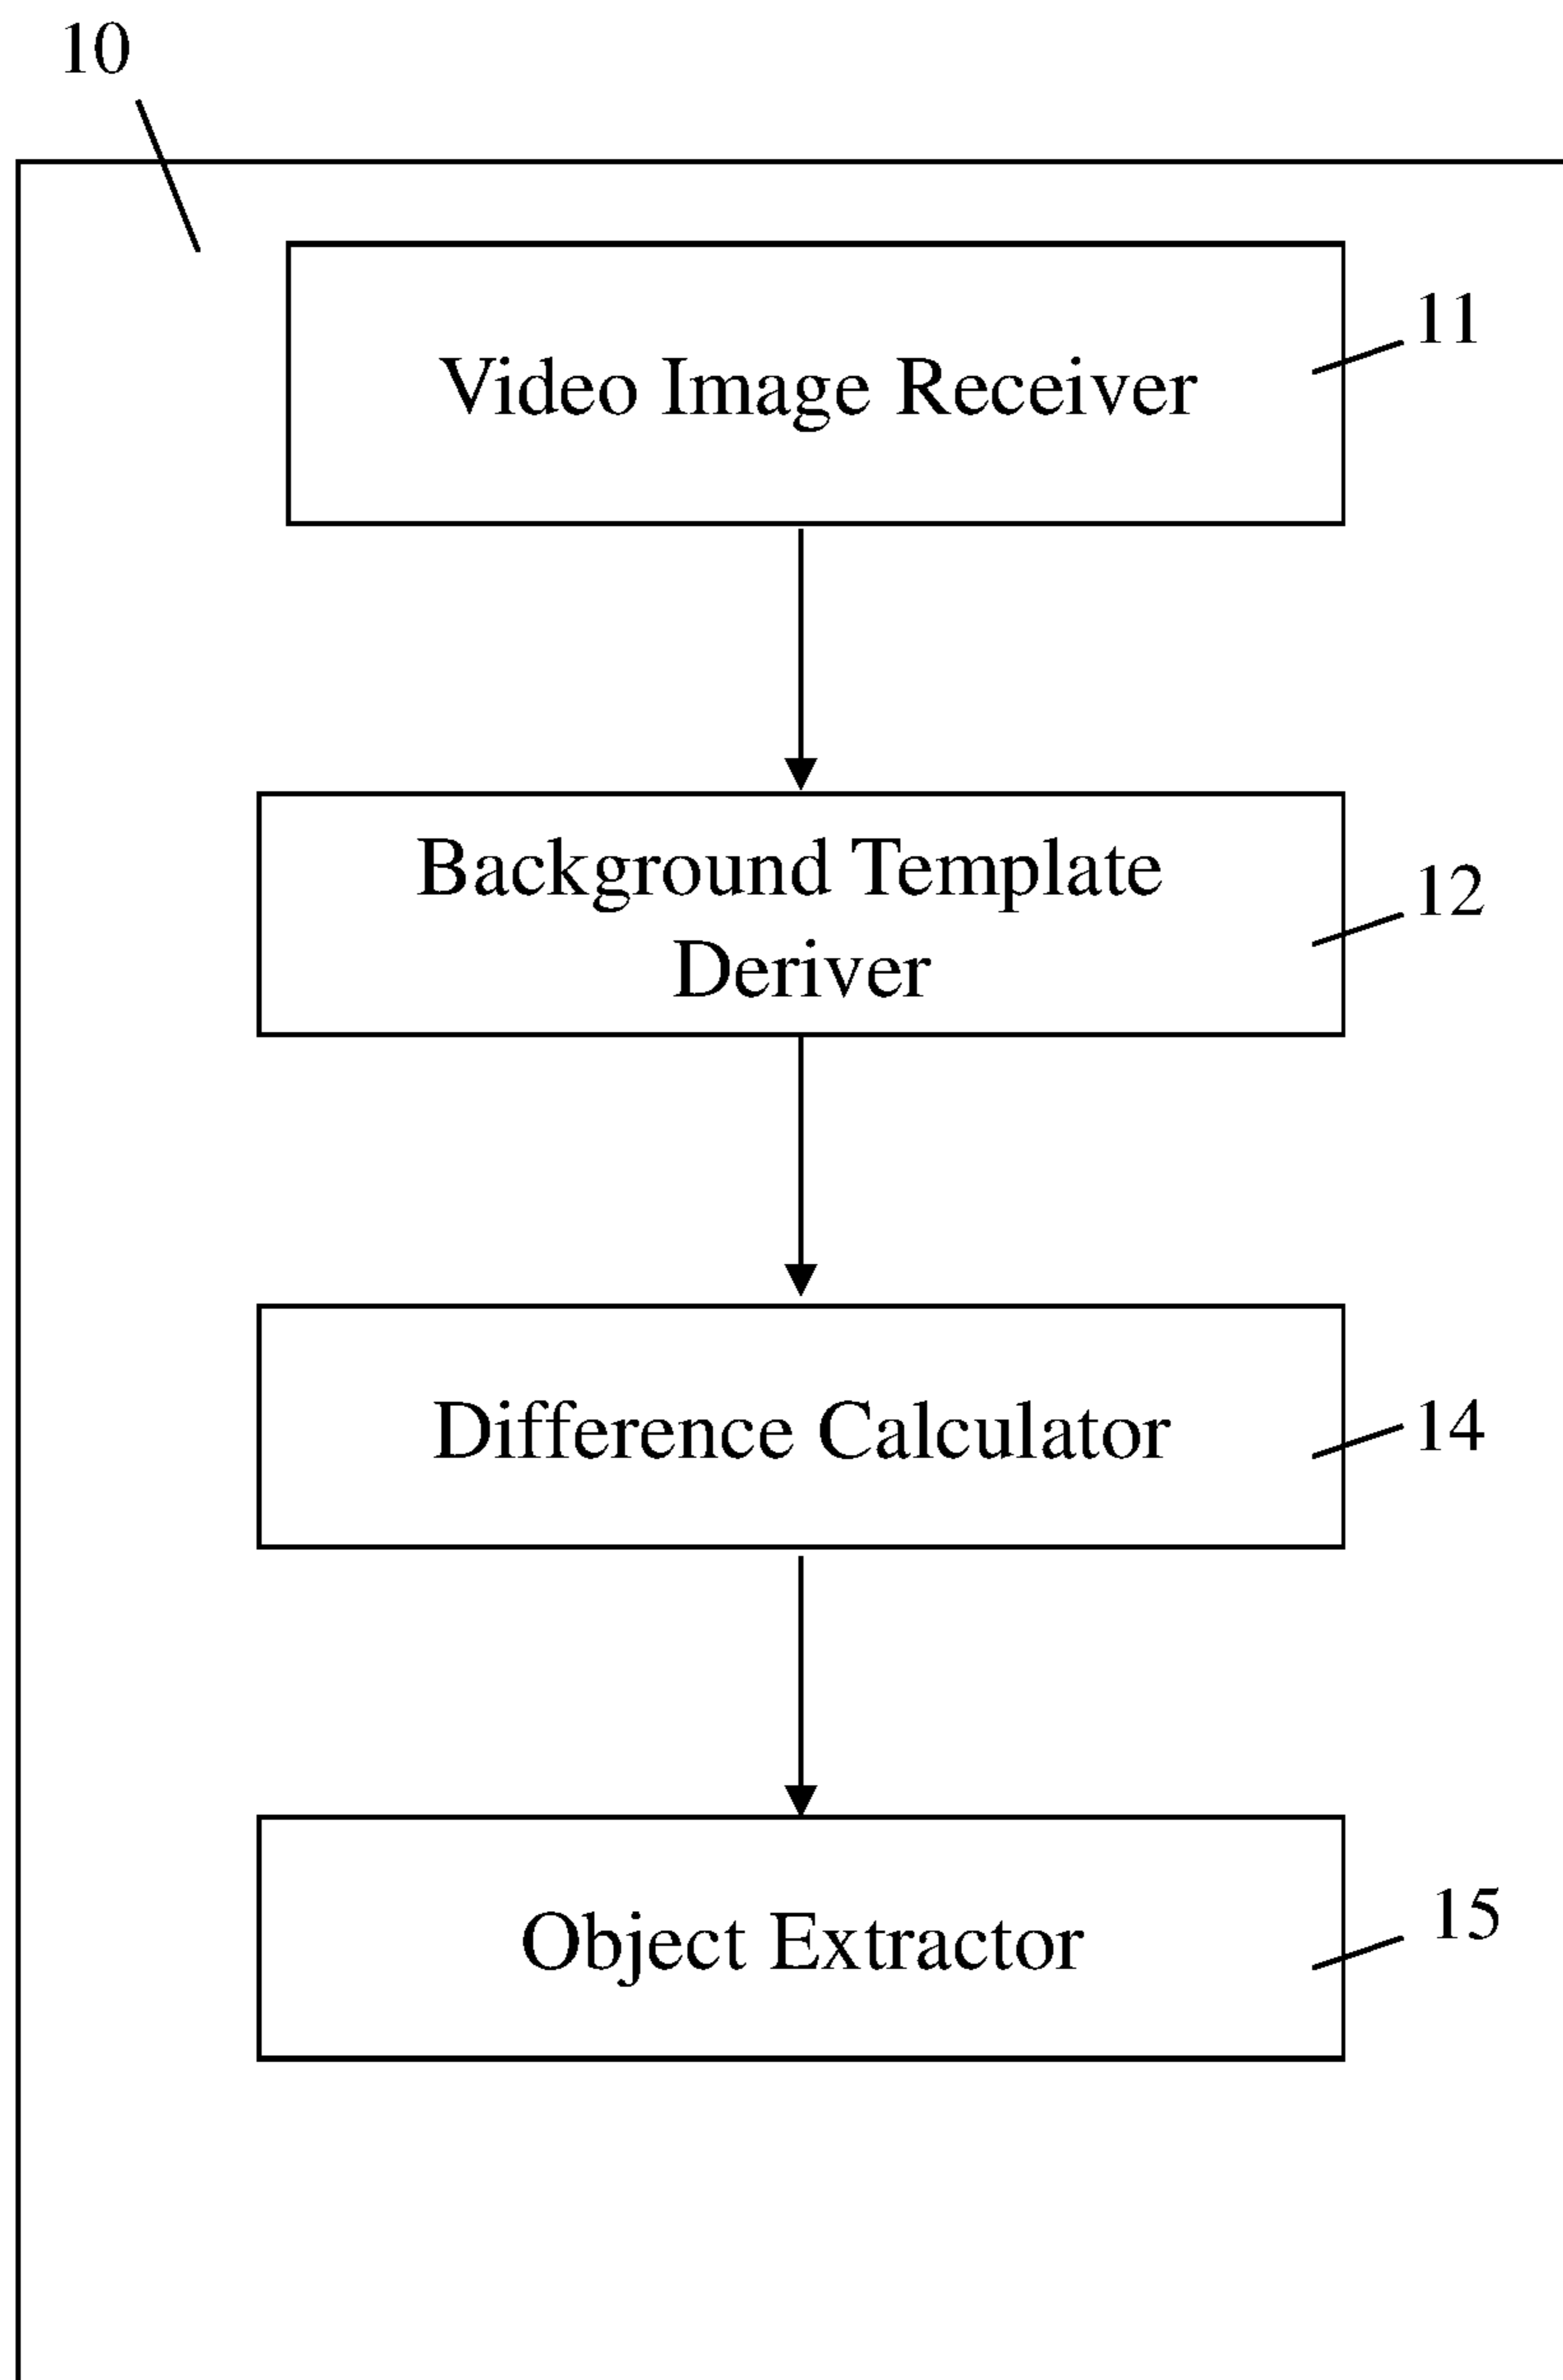 10
Video Image Receiver
11
Background Template
Deriver
12
Difference Calculator
14
Object Extractor
15